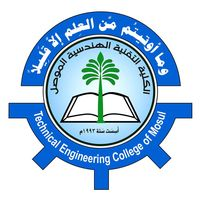 وما أوتيتم من العلم إلا قليلا
الكلية التقنية الهندسية الموصل
أسست سنة ١٩٩٣م
Technical Engineering College of Mosul